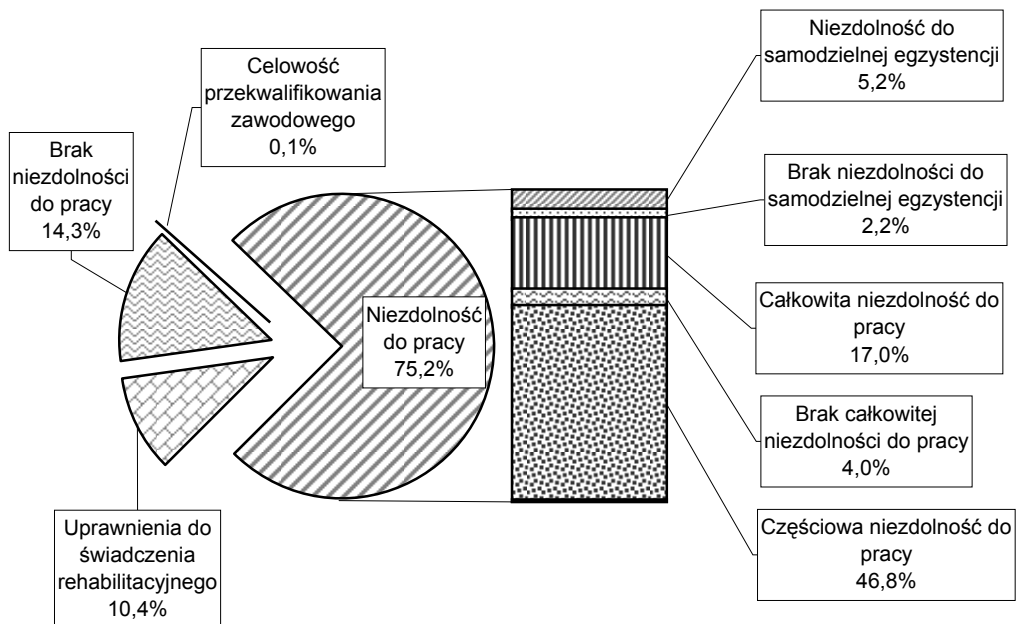 Celowość
przekwalifikowania
zawodowego
0,1%
Brak
niezdolności
do pracy
14,3%
Uprawnienia do
świadczenia
rehabilitacyjnego
10,4%
Niezdolność
do pracy
75,2%
Niezdolność do
samodzielnej egzystencji
5,2%
Brak niezdolności do
samodzielnej egzystencji
2,2%
Całkowita niezdolność do
pracy
17,0%
Brak całkowitej
niezdolności do pracy
4,0%
Częściowa niezdolność do
pracy
46,8%